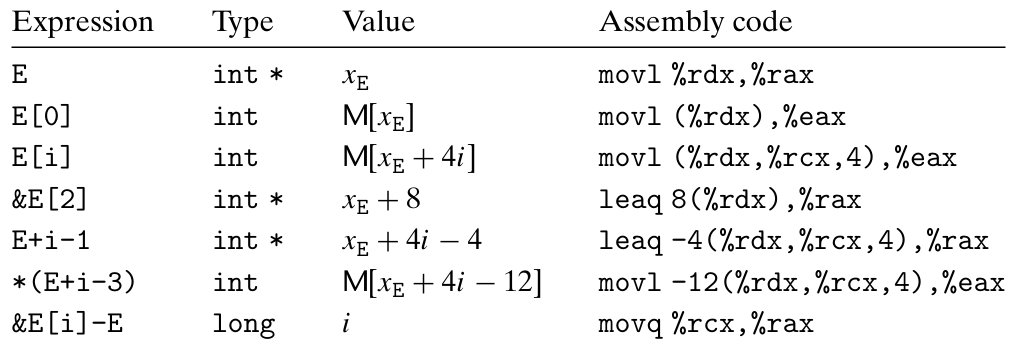 Expression Type Value Assembly code
E int * x_E movl %rdx,%rax
E[0] int M[x_E] movl (%rdx),%eax
E[i] int M[x_E + 4i] movl (%rdx,%rcx,4),%eax
&E[2] int * x_E + 8 leaq 8(%rdx),%rax
E+i-1 int * x_E + 4i − 4 leaq -4(%rdx,%rcx,4),%rax
*(E+i-3) int M[x_E + 4i − 12] movl -12(%rdx,%rcx,4),%eax
&E[i]-E long i movq %rcx,%rax